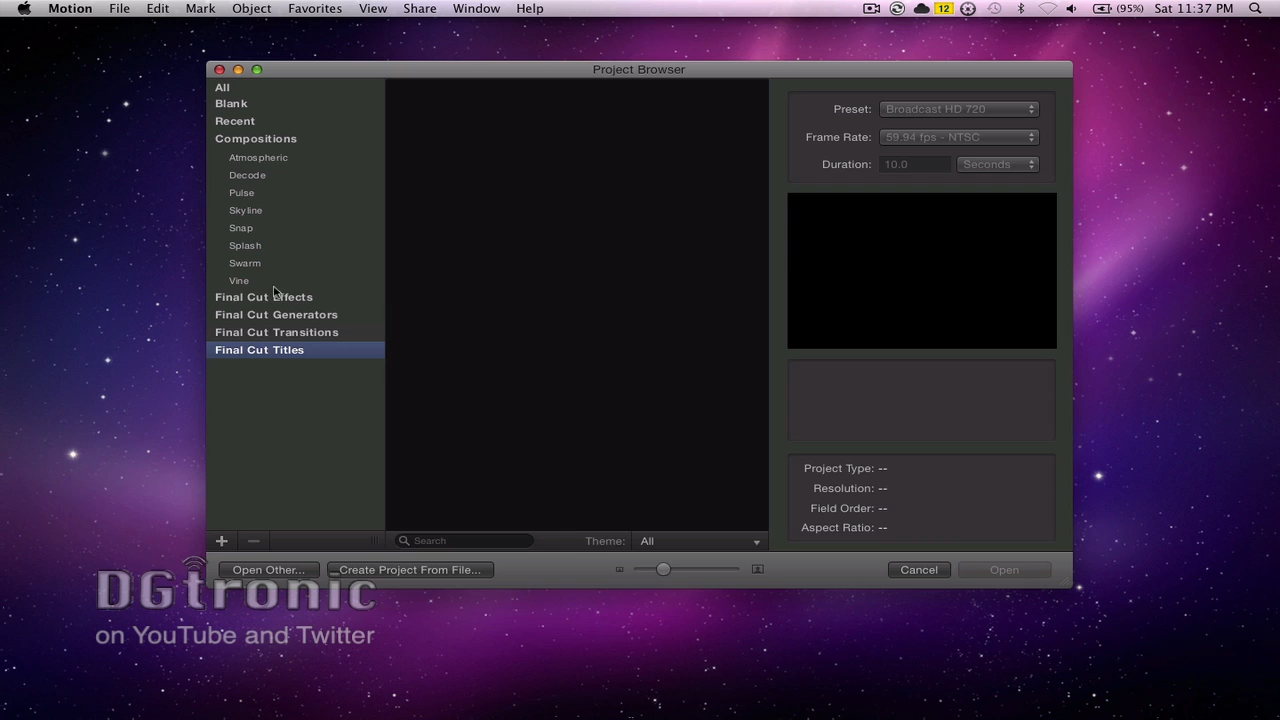 Motion File Edit Mark Object Favorites View Share Window Help 12 (95%) Sat 11:37 PM
Project Browser
All
Blank
Recent
Compositions
Atmospheric
Decode
Pulse
Skyline
Snap
Splash
Swarm
Vine
Final Cut Effects
Final Cut Generators
Final Cut Transitions
Final Cut Titles
Preset: Broadcast HD 720
Frame Rate: 59.94 fps - NTSC
Duration: 10.0 Seconds
Project Type: --
Resolution: --
Field Order: --
Aspect Ratio: --
Search Theme: All
Open Other... Create Project From File... Cancel Open
DGtronic
on YouTube and Twitter